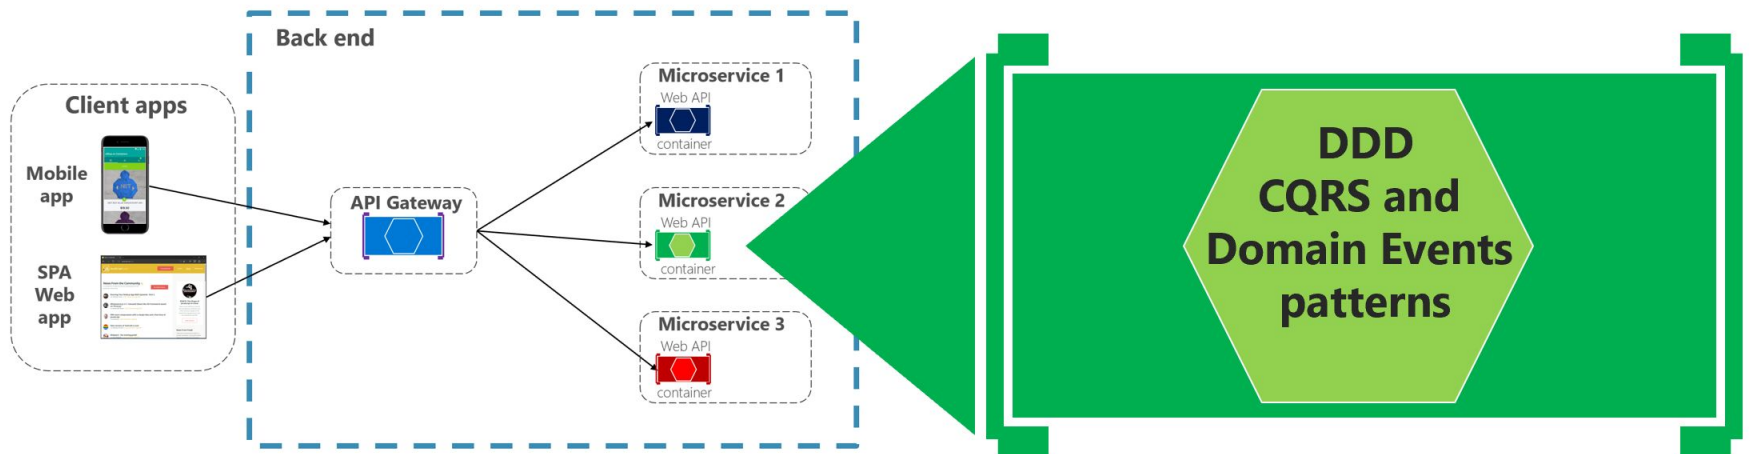 Back end
Client apps
Mobile
app
SPA
Web
app
API Gateway
Microservice 1
Web API
container
Microservice 2
Web API
container
Microservice 3
Web API
container
DDD
CQRS and
Domain Events
patterns